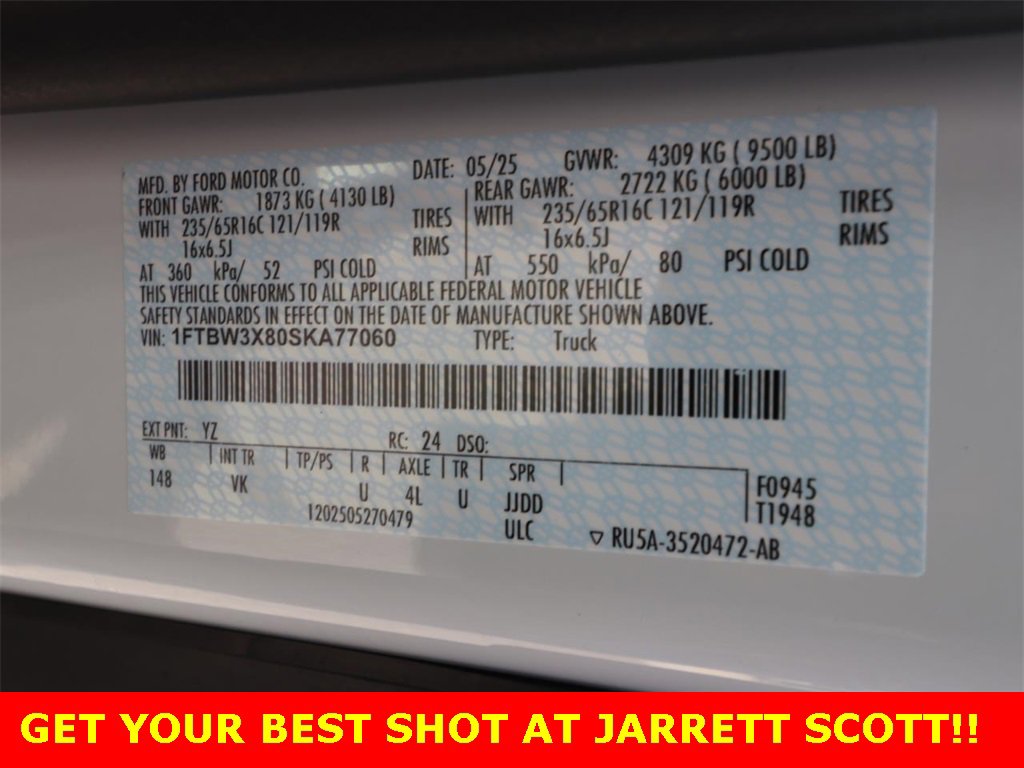 MFD. BY FORD MOTOR CO. DATE: 05/25 GVWR: 4309 KG ( 9500 LB)
FRONT GAWR: 1873 KG ( 4130 LB) REAR GAWR: 2722 KG ( 6000 LB)
WITH 235/65R16C 121/119R TIRES WITH 235/65R16C 121/119R TIRES
16x6.5J RIMS 16x6.5J RIMS
AT 360 kPa/ 52 PSI COLD AT 550 kPa/ 80 PSI COLD
THIS VEHICLE CONFORMS TO ALL APPLICABLE FEDERAL MOTOR VEHICLE
SAFETY STANDARDS IN EFFECT ON THE DATE OF MANUFACTURE SHOWN ABOVE.
VIN: 1FTBW3X80SKA77060 TYPE: Truck
EXT PNT: YZ RC: 24 DSO:
WB INT TR TP/PS R AXLE TR SPR
148 VK U 4L U JJDD F0945
1202505270479 ULC T1948
▽ RU5A-3520472-AB
GET YOUR BEST SHOT AT JARRETT SCOTT!!